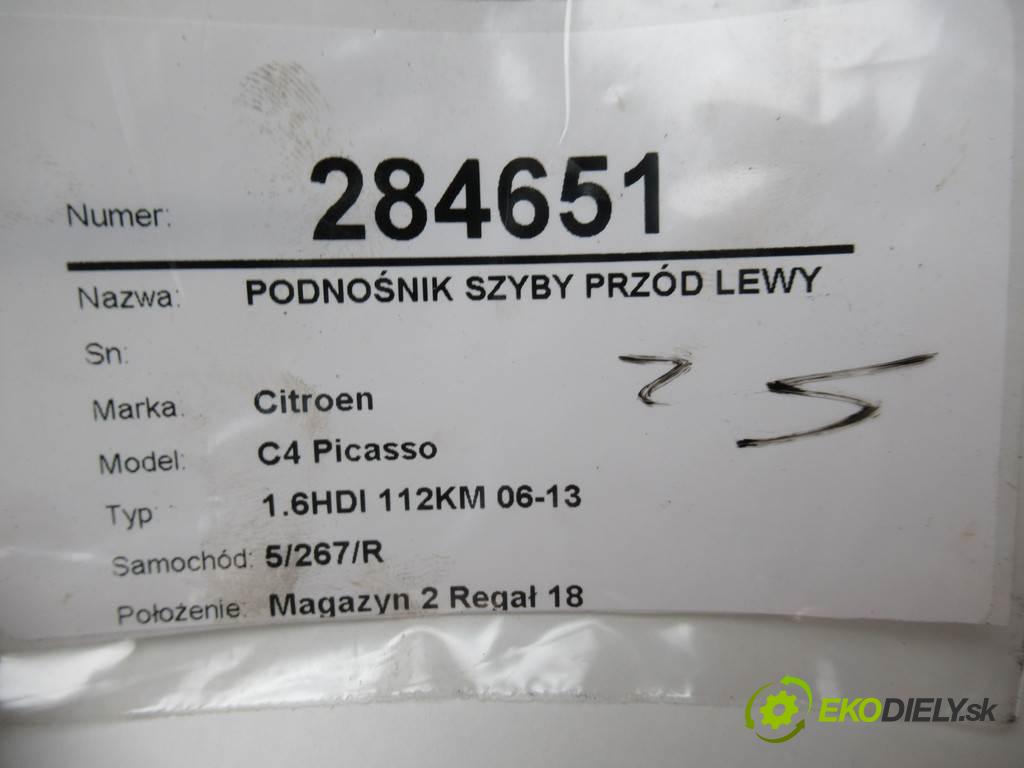 Numer: 284651
Nazwa: PODNOŚNIK SZYBY PRZÓD LEWY
Sn:
Marka: Citroen
Model: C4 Picasso
Typ: 1.6HDI 112KM 06-13
Samochód: 5/267/R
Położenie: Magazyn 2 Regał 18
EKODIELY.sk